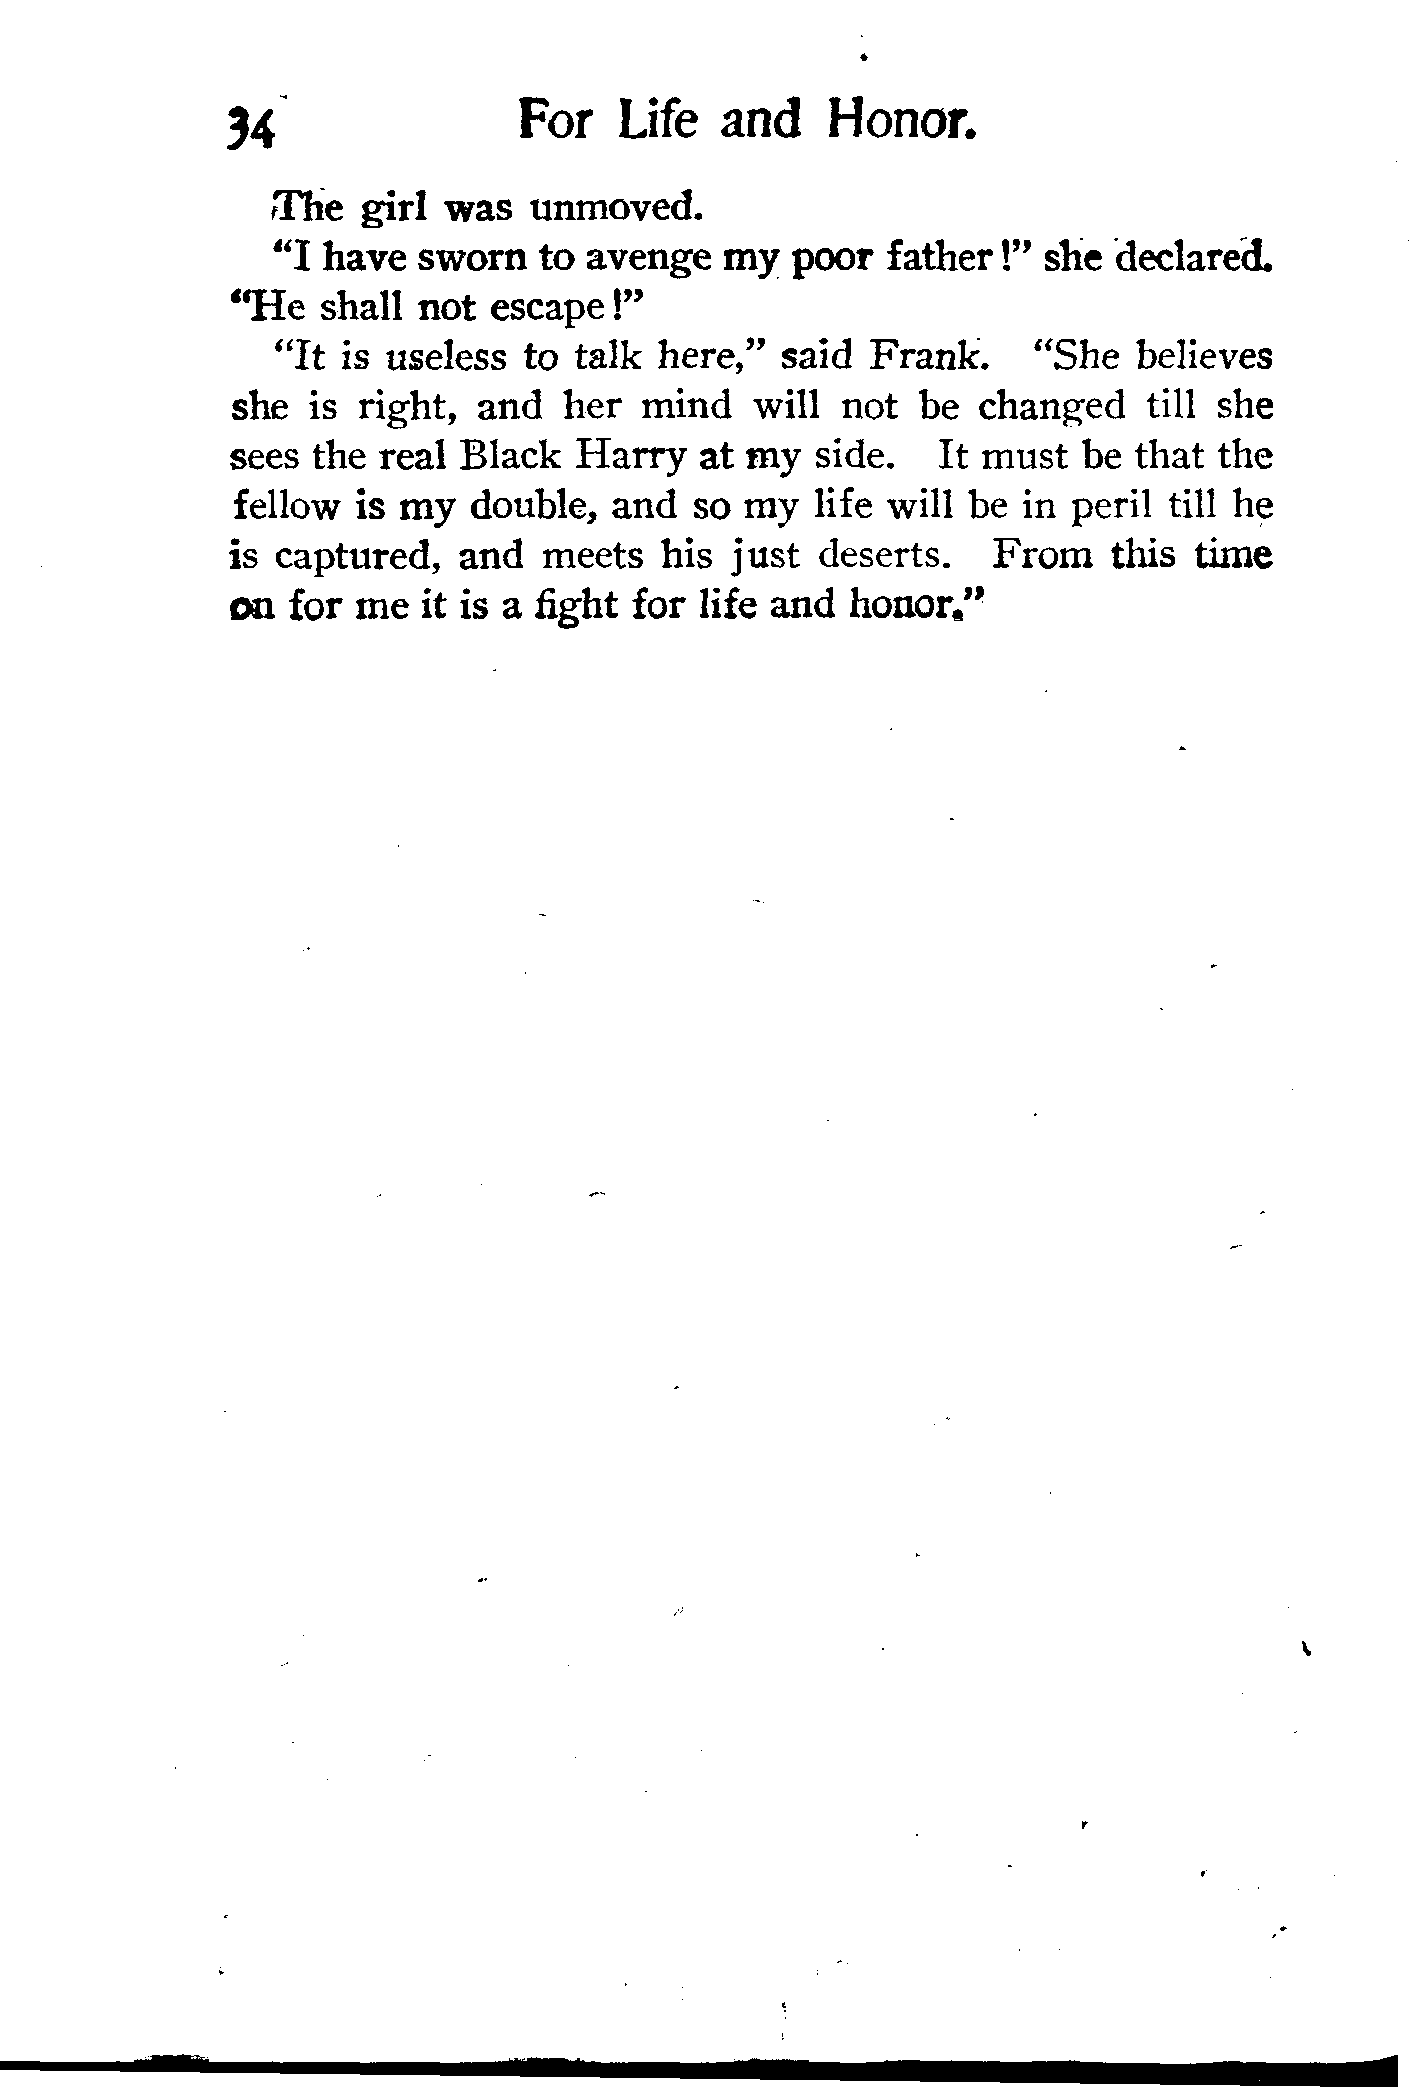 34 For Life and Honor.
The girl was unmoved.
"I have sworn to avenge my poor father!" she declared.
"He shall not escape!"
"It is useless to talk here," said Frank. "She believes
she is right, and her mind will not be changed till she
sees the real Black Harry at my side. It must be that the
fellow is my double, and so my life will be in peril till he
is captured, and meets his just deserts. From this time
on for me it is a fight for life and honor."